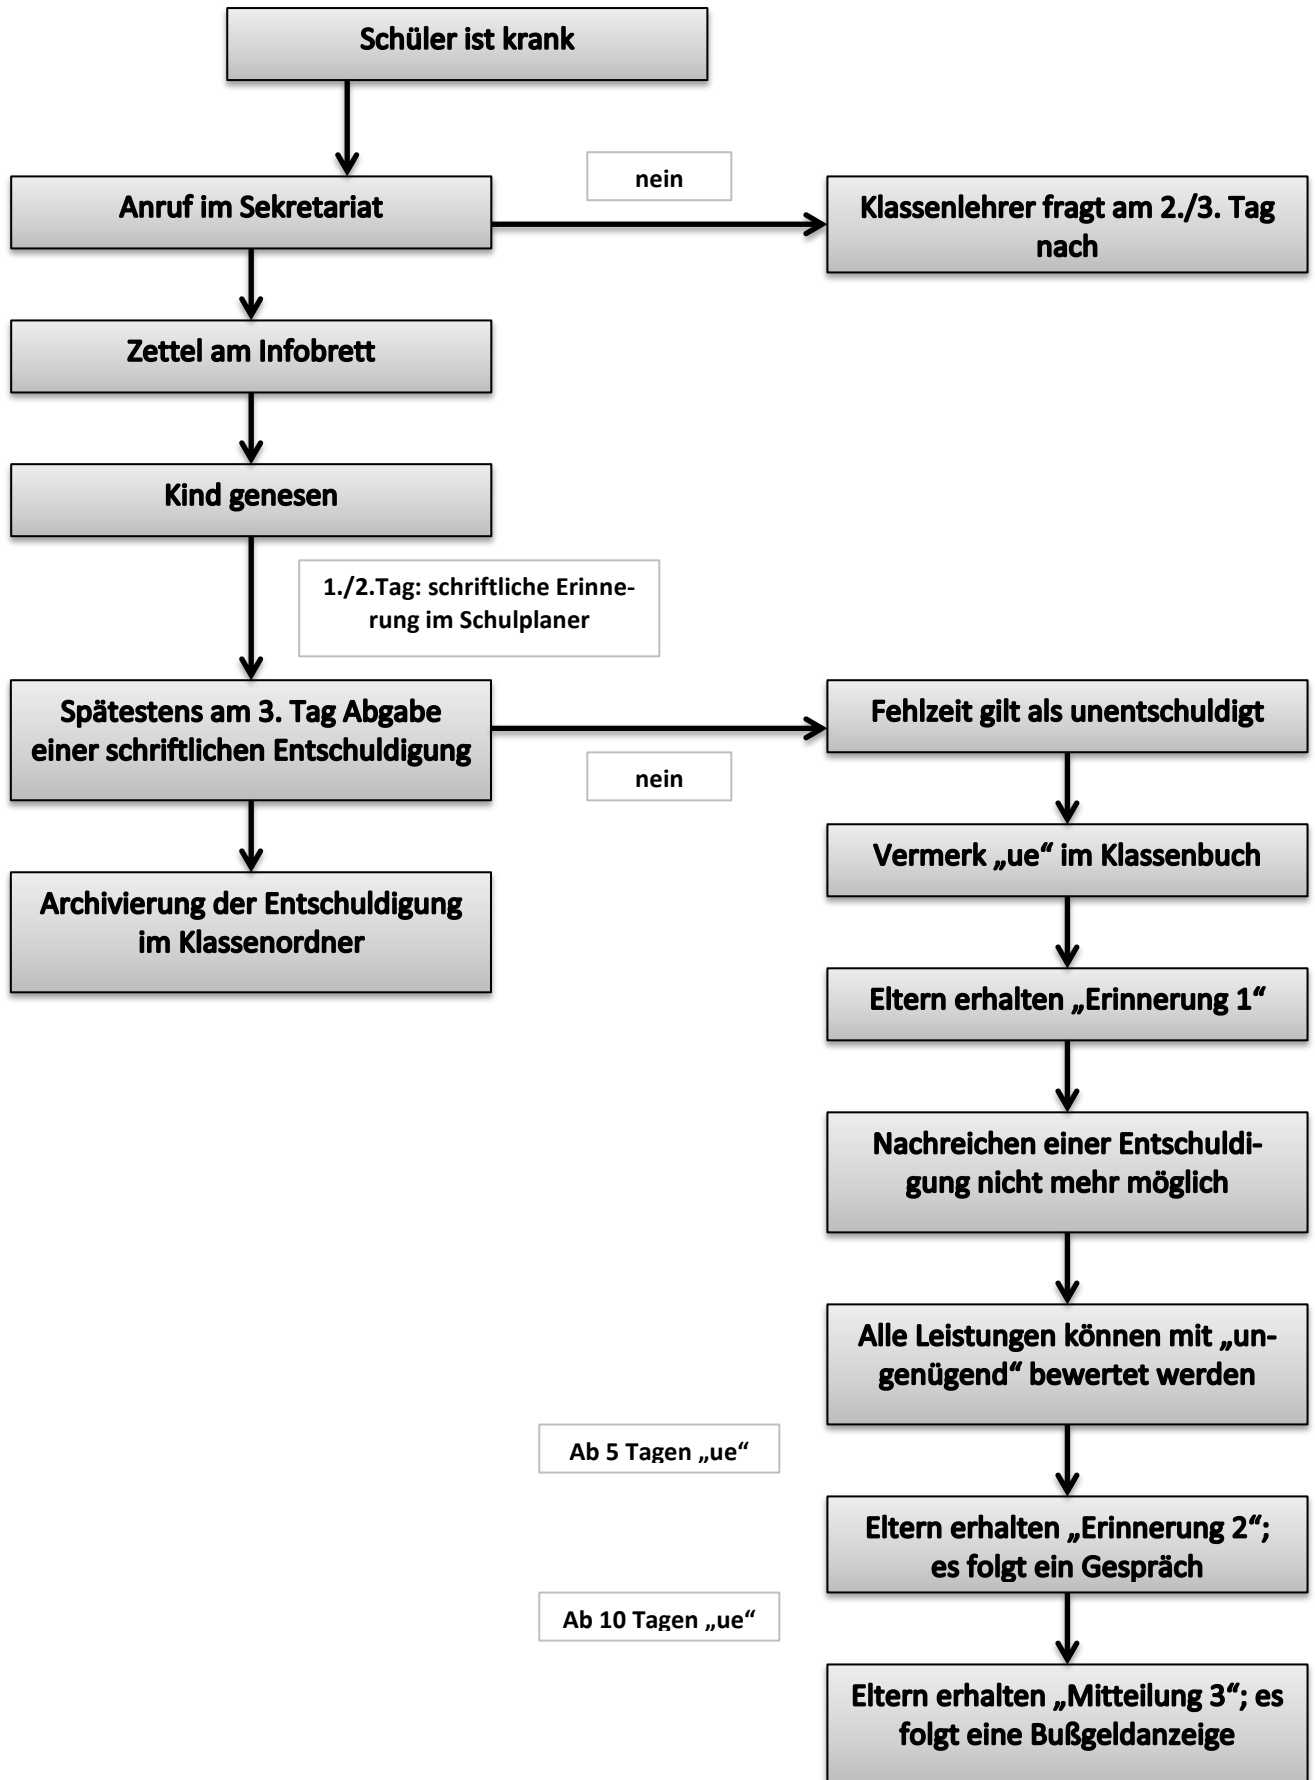 Schüler ist krank
nein
Anruf im Sekretariat
Klassenlehrer fragt am 2./3. Tag
nach
Zettel am Infobrett
Kind genesen
1./2.Tag: schriftliche Erinne-
rung im Schulplaner
Spätestens am 3. Tag Abgabe
einer schriftlichen Entschuldigung
nein
Archivierung der Entschuldigung
im Klassenordner
Fehlzeit gilt als unentschuldigt
Vermerk „ue“ im Klassenbuch
Eltern erhalten „Erinnerung 1“
Nachreichen einer Entschuldi-
gung nicht mehr möglich
Alle Leistungen können mit „un-
genügend“ bewertet werden
Ab 5 Tagen „ue“
Eltern erhalten „Erinnerung 2“;
es folgt ein Gespräch
Ab 10 Tagen „ue“
Eltern erhalten „Mitteilung 3“; es
folgt eine Bußgeldanzeige